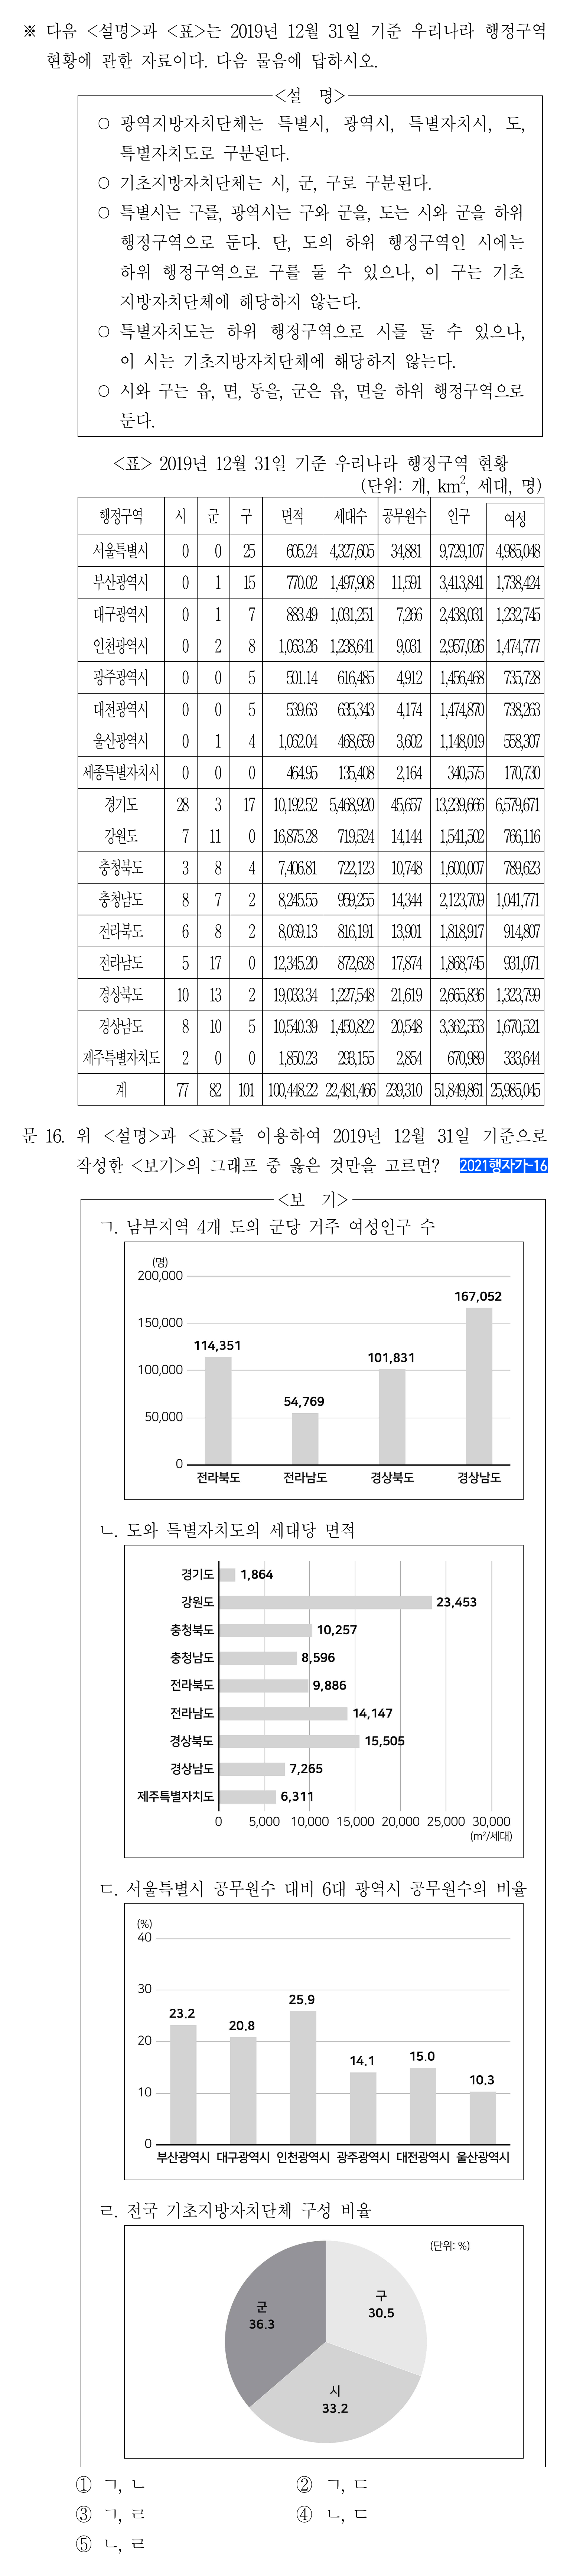 ※ 다음 <설명>과 <표>는 2019년 12월 31일 기준 우리나라 행정구역
현황에 관한 자료이다. 다음 물음에 답하시오.
<설 명>
○ 광역지방자치단체는 특별시, 광역시, 특별자치시, 도,
특별자치도로 구분된다.
○ 기초지방자치단체는 시, 군, 구로 구분된다.
○ 특별시는 구를, 광역시는 구와 군을, 도는 시와 군을 하위
행정구역으로 둔다. 단, 도의 하위 행정구역인 시에는
하위 행정구역으로 구를 둘 수 있으나, 이 구는 기초
지방자치단체에 해당하지 않는다.
○ 특별자치도는 하위 행정구역으로 시를 둘 수 있으나,
이 시는 기초지방자치단체에 해당하지 않는다.
○ 시와 구는 읍, 면, 동을, 군은 읍, 면을 하위 행정구역으로
둔다.
<표> 2019년 12월 31일 기준 우리나라 행정구역 현황
(단위: 개, km², 세대, 명)
행정구역 시 군 구 면적 세대수 공무원수 인구 여성
서울특별시 0 0 25 605.24 4,327,605 34,881 9,729,107 4,985,048
부산광역시 0 1 15 770.02 1,497,908 11,591 3,413,841 1,738,424
대구광역시 0 1 7 883.49 1,031,251 7,266 2,438,031 1,232,745
인천광역시 0 2 8 1,063.26 1,238,641 9,031 2,957,026 1,474,777
광주광역시 0 0 5 501.14 616,485 4,912 1,456,468 735,728
대전광역시 0 0 5 539.63 635,343 4,174 1,474,870 738,263
울산광역시 0 1 4 1,062.04 468,659 3,602 1,148,019 558,307
세종특별자치시 0 0 0 464.95 135,408 2,164 340,575 170,730
경기도 28 3 17 10,192.52 5,468,920 45,657 13,239,666 6,579,671
강원도 7 11 0 16,875.28 719,524 14,144 1,541,502 766,116
충청북도 3 8 4 7,406.81 722,123 10,748 1,600,007 789,623
충청남도 8 7 2 8,245.55 959,255 14,344 2,123,709 1,041,771
전라북도 6 8 2 8,069.13 816,191 13,901 1,818,917 914,807
전라남도 5 17 0 12,345.20 872,628 17,874 1,868,745 931,071
경상북도 10 13 2 19,033.34 1,227,548 21,619 2,665,836 1,323,799
경상남도 8 10 5 10,540.39 1,450,822 20,548 3,362,553 1,670,521
제주특별자치도 2 0 0 1,850.23 293,155 2,854 670,989 333,644
계 77 82 101 100,448.22 22,481,466 239,310 51,849,861 25,985,045
문 16. 위 <설명>과 <표>를 이용하여 2019년 12월 31일 기준으로
작성한 <보기>의 그래프 중 옳은 것만을 고르면? 2021행자가-16
<보 기>
ㄱ. 남부지역 4개 도의 군당 거주 여성인구 수
(명)
200,000
150,000
100,000
50,000
0
114,351
54,769
101,831
167,052
전라북도 전라남도 경상북도 경상남도
ㄴ. 도와 특별자치도의 세대당 면적
경기도 1,864
강원도 23,453
충청북도 10,257
충청남도 8,596
전라북도 9,886
전라남도 14,147
경상북도 15,505
경상남도 7,265
제주특별자치도 6,311
0 5,000 10,000 15,000 20,000 25,000 30,000
(m²/세대)
ㄷ. 서울특별시 공무원수 대비 6대 광역시 공무원수의 비율
(%)
40
30
20
10
0
23.2
20.8
25.9
14.1
15.0
10.3
부산광역시 대구광역시 인천광역시 광주광역시 대전광역시 울산광역시
ㄹ. 전국 기초지방자치단체 구성 비율
(단위: %)
구
30.5
군
36.3
시
33.2
① ㄱ, ㄴ ② ㄱ, ㄷ
③ ㄱ, ㄹ ④ ㄴ, ㄷ
⑤ ㄴ, ㄹ